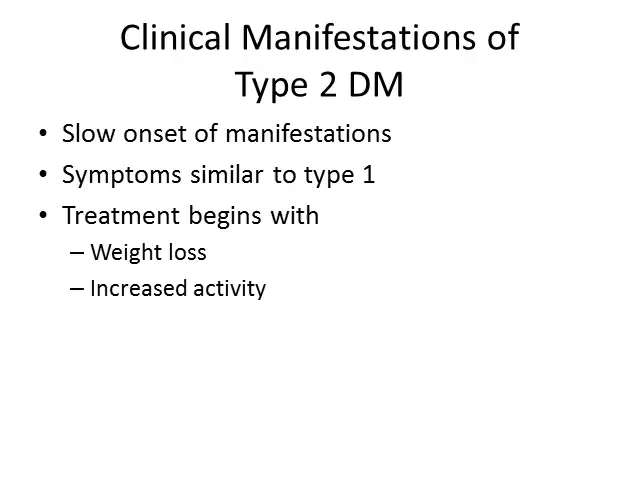 Clinical Manifestations of
Type 2 DM
• Slow onset of manifestations
• Symptoms similar to type 1
• Treatment begins with
– Weight loss
– Increased activity